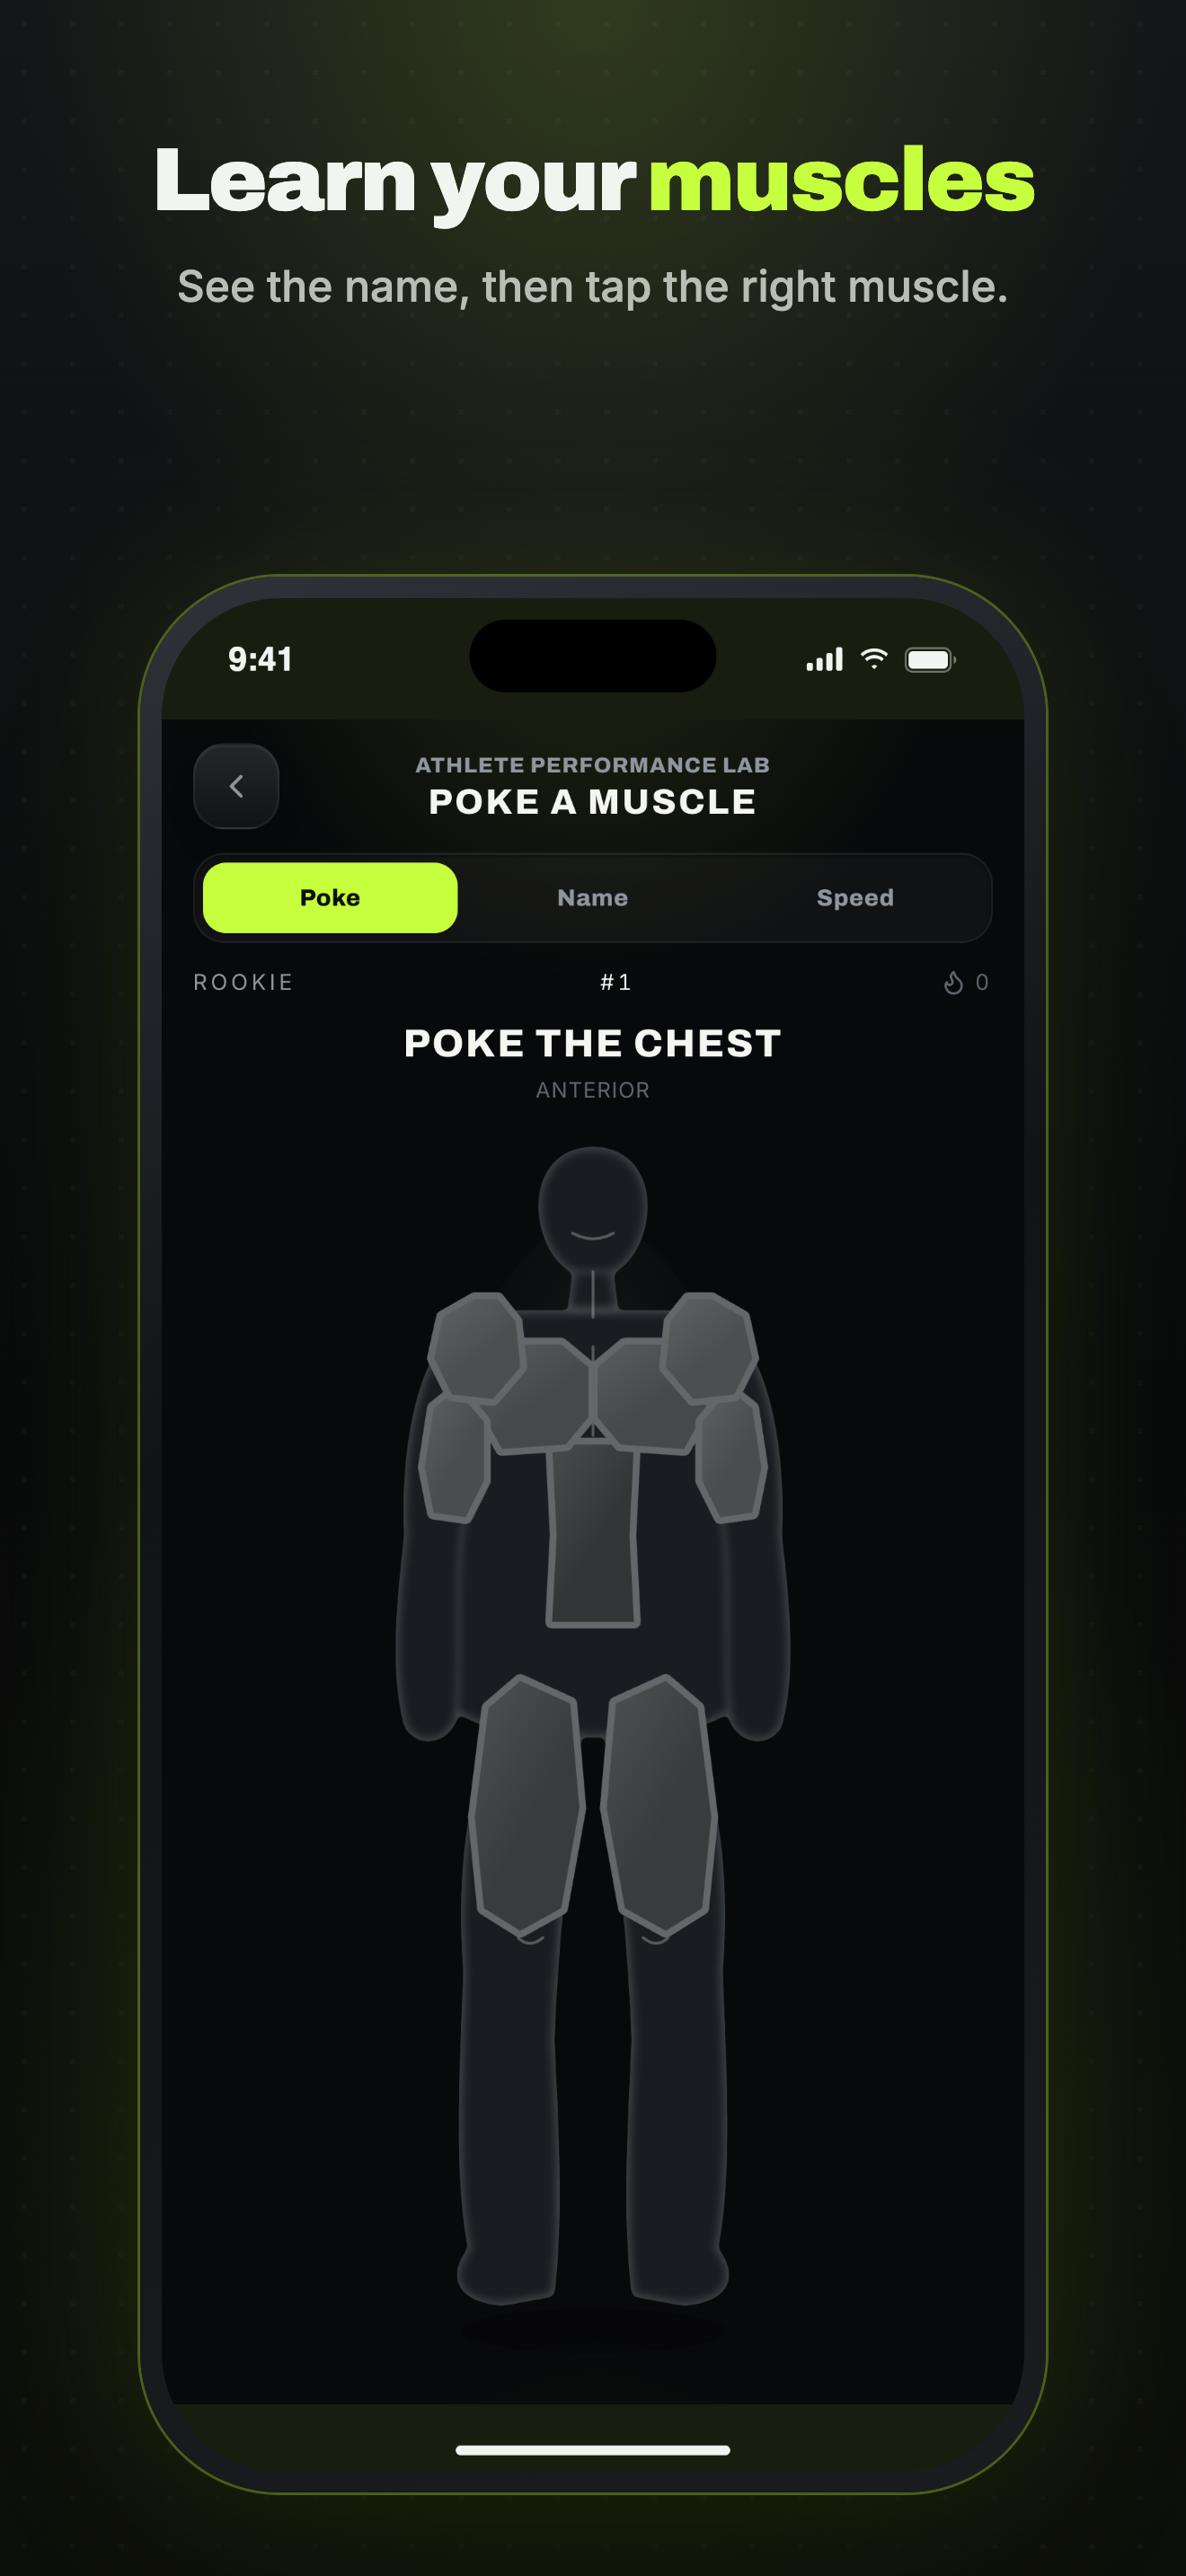 Learn your muscles
See the name, then tap the right muscle.
9:41
ATHLETE PERFORMANCE LAB
POKE A MUSCLE
Poke Name Speed
ROOKIE #1 0
POKE THE CHEST
ANTERIOR